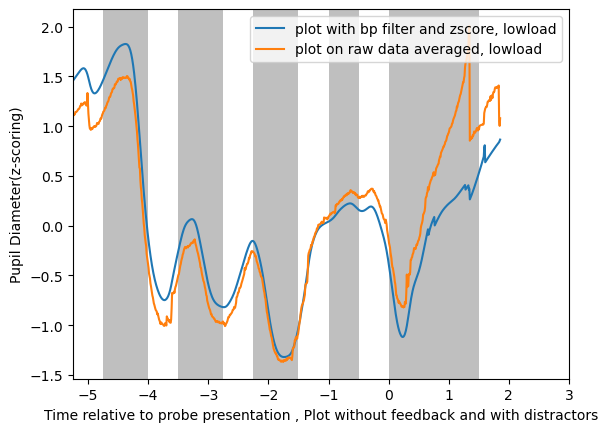 plot with bp filter and zscore, lowload
plot on raw data averaged, lowload
Pupil Diameter(z-scoring)
2.0
1.5
1.0
0.5
0.0
−0.5
−1.0
−1.5
−5 −4 −3 −2 −1 0 1 2 3
Time relative to probe presentation , Plot without feedback and with distractors